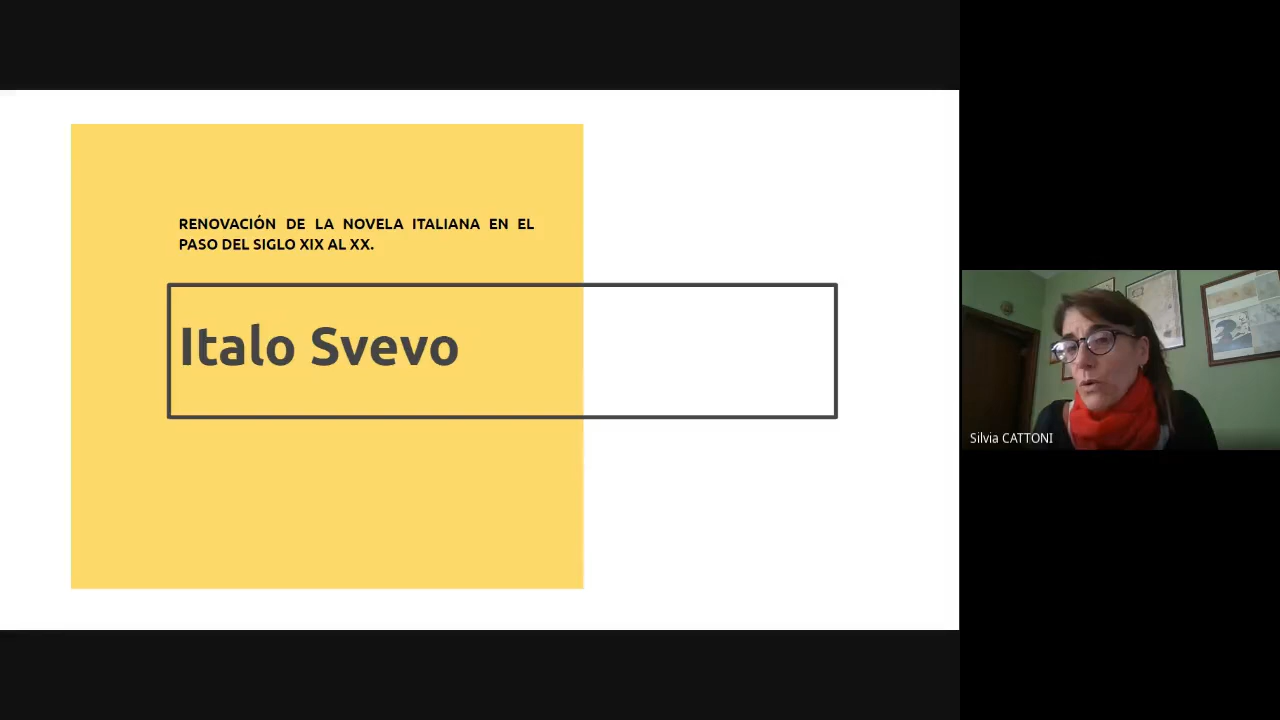 RENOVACIÓN DE LA NOVELA ITALIANA EN EL
PASO DEL SIGLO XIX AL XX.
Italo Svevo
Silvia CATTONI